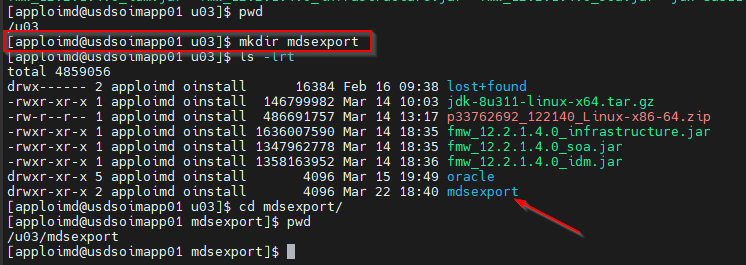 [apploimd@usdsoimapp01 u03]$ pwd
/u03
[apploimd@usdsoimapp01 u03]$ mkdir mdsexport
[apploimd@usdsoimapp01 u03]$ ls -lrt
total 4859056
drwx------ 2 apploimd oinstall 16384 Feb 16 09:38 lost+found
-rwxr-xr-x 1 apploimd oinstall 146799982 Mar 14 10:03 jdk-8u311-linux-x64.tar.gz
-rw-r--r-- 1 apploimd oinstall 486691757 Mar 14 13:17 p33762692_122140_Linux-x86-64.zip
-rwxr-xr-x 1 apploimd oinstall 1636007590 Mar 14 18:35 fmw_12.2.1.4.0_infrastructure.jar
-rwxr-xr-x 1 apploimd oinstall 1347962778 Mar 14 18:35 fmw_12.2.1.4.0_soa.jar
-rwxr-xr-x 1 apploimd oinstall 1358163952 Mar 14 18:36 fmw_12.2.1.4.0_idm.jar
drwxr-xr-x 5 apploimd oinstall 4096 Mar 15 19:49 oracle
drwxr-xr-x 2 apploimd oinstall 4096 Mar 22 18:40 mdsexport
[apploimd@usdsoimapp01 u03]$ cd mdsexport/
[apploimd@usdsoimapp01 mdsexport]$ pwd
/u03/mdsexport
[apploimd@usdsoimapp01 mdsexport]$